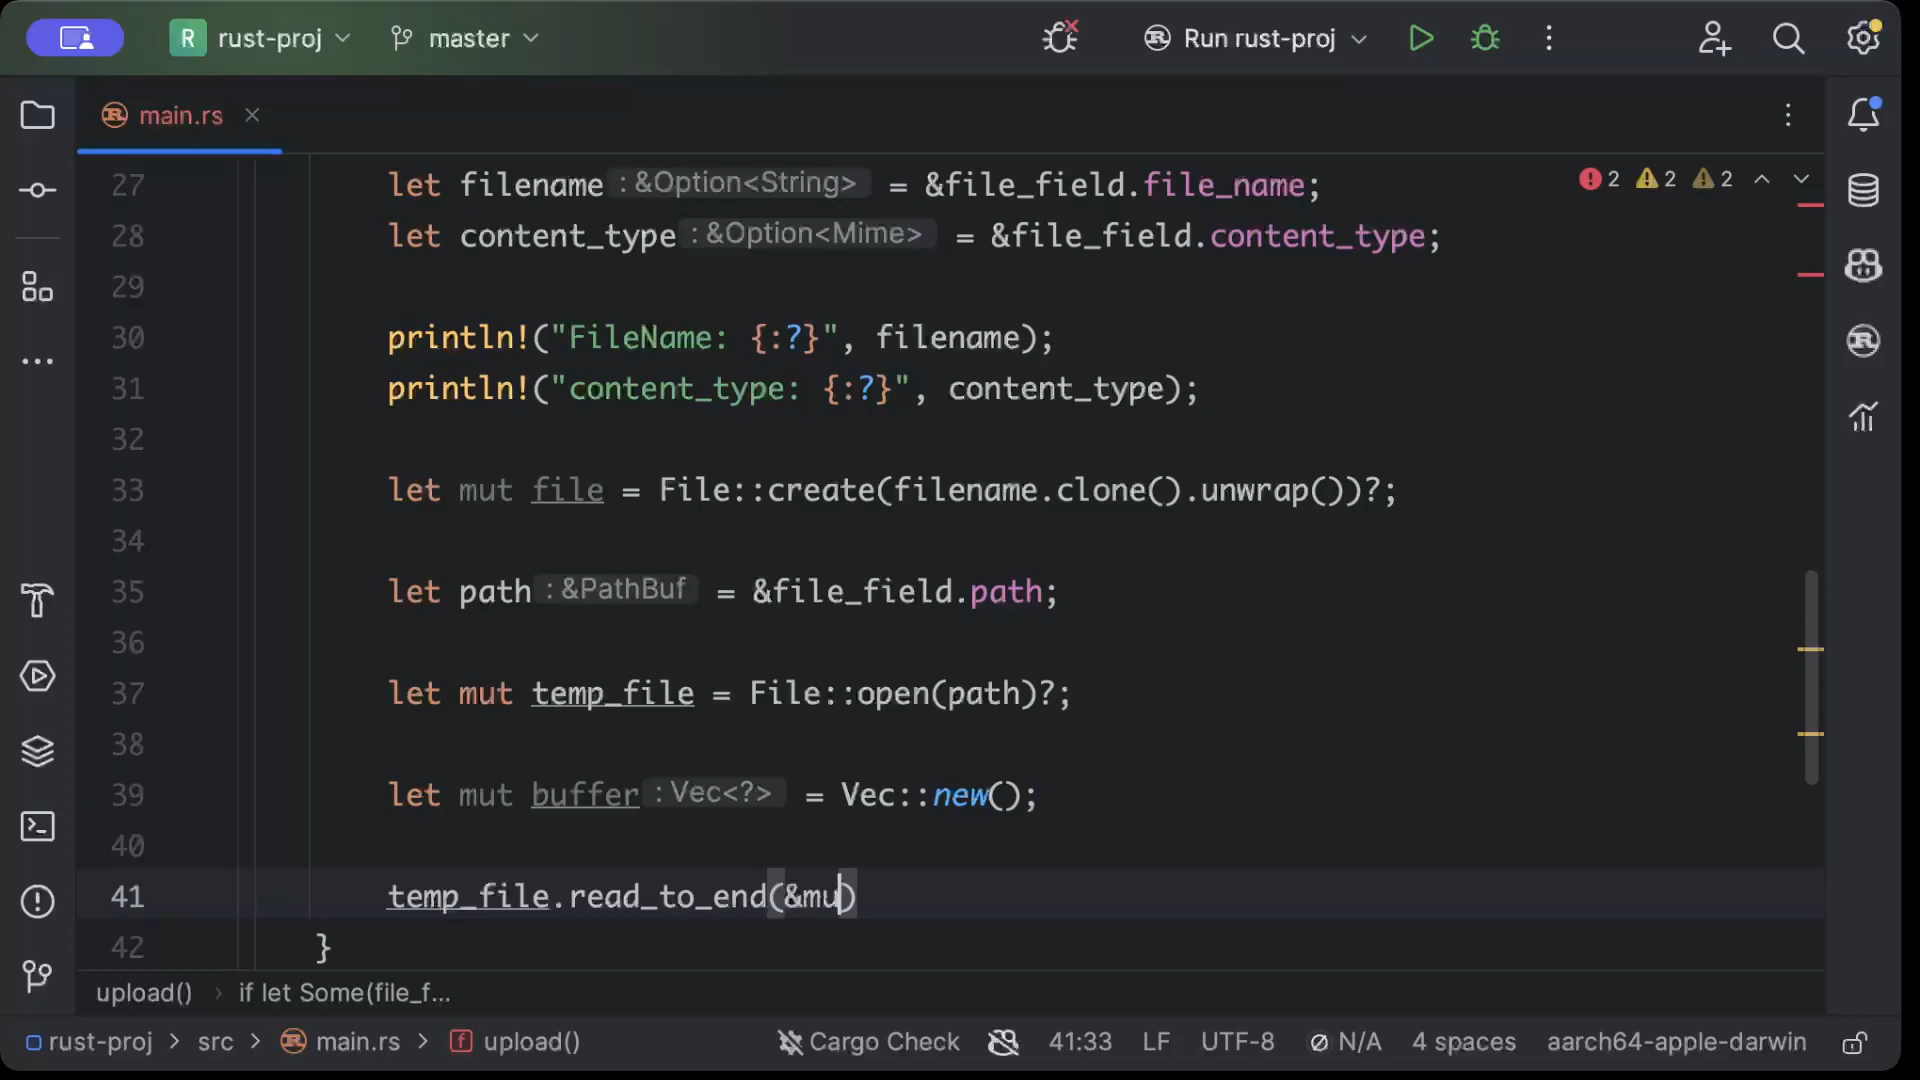 R rust-proj master Run rust-proj
main.rs
27 let filename : &Option<String> = &file_field.file_name; 2 2 2
28 let content_type : &Option<Mime> = &file_field.content_type;
29
30 println!("FileName: {:?}", filename);
31 println!("content_type: {:?}", content_type);
32
33 let mut file = File::create(filename.clone().unwrap())?;
34
35 let path : &PathBuf = &file_field.path;
36
37 let mut temp_file = File::open(path)?;
38
39 let mut buffer : Vec<?> = Vec::new();
40
41 temp_file.read_to_end(&mu)
42 }
upload() › if let Some(file_f...
rust-proj > src > main.rs > f upload() Cargo Check 41:33 LF UTF-8 N/A 4 spaces aarch64-apple-darwin